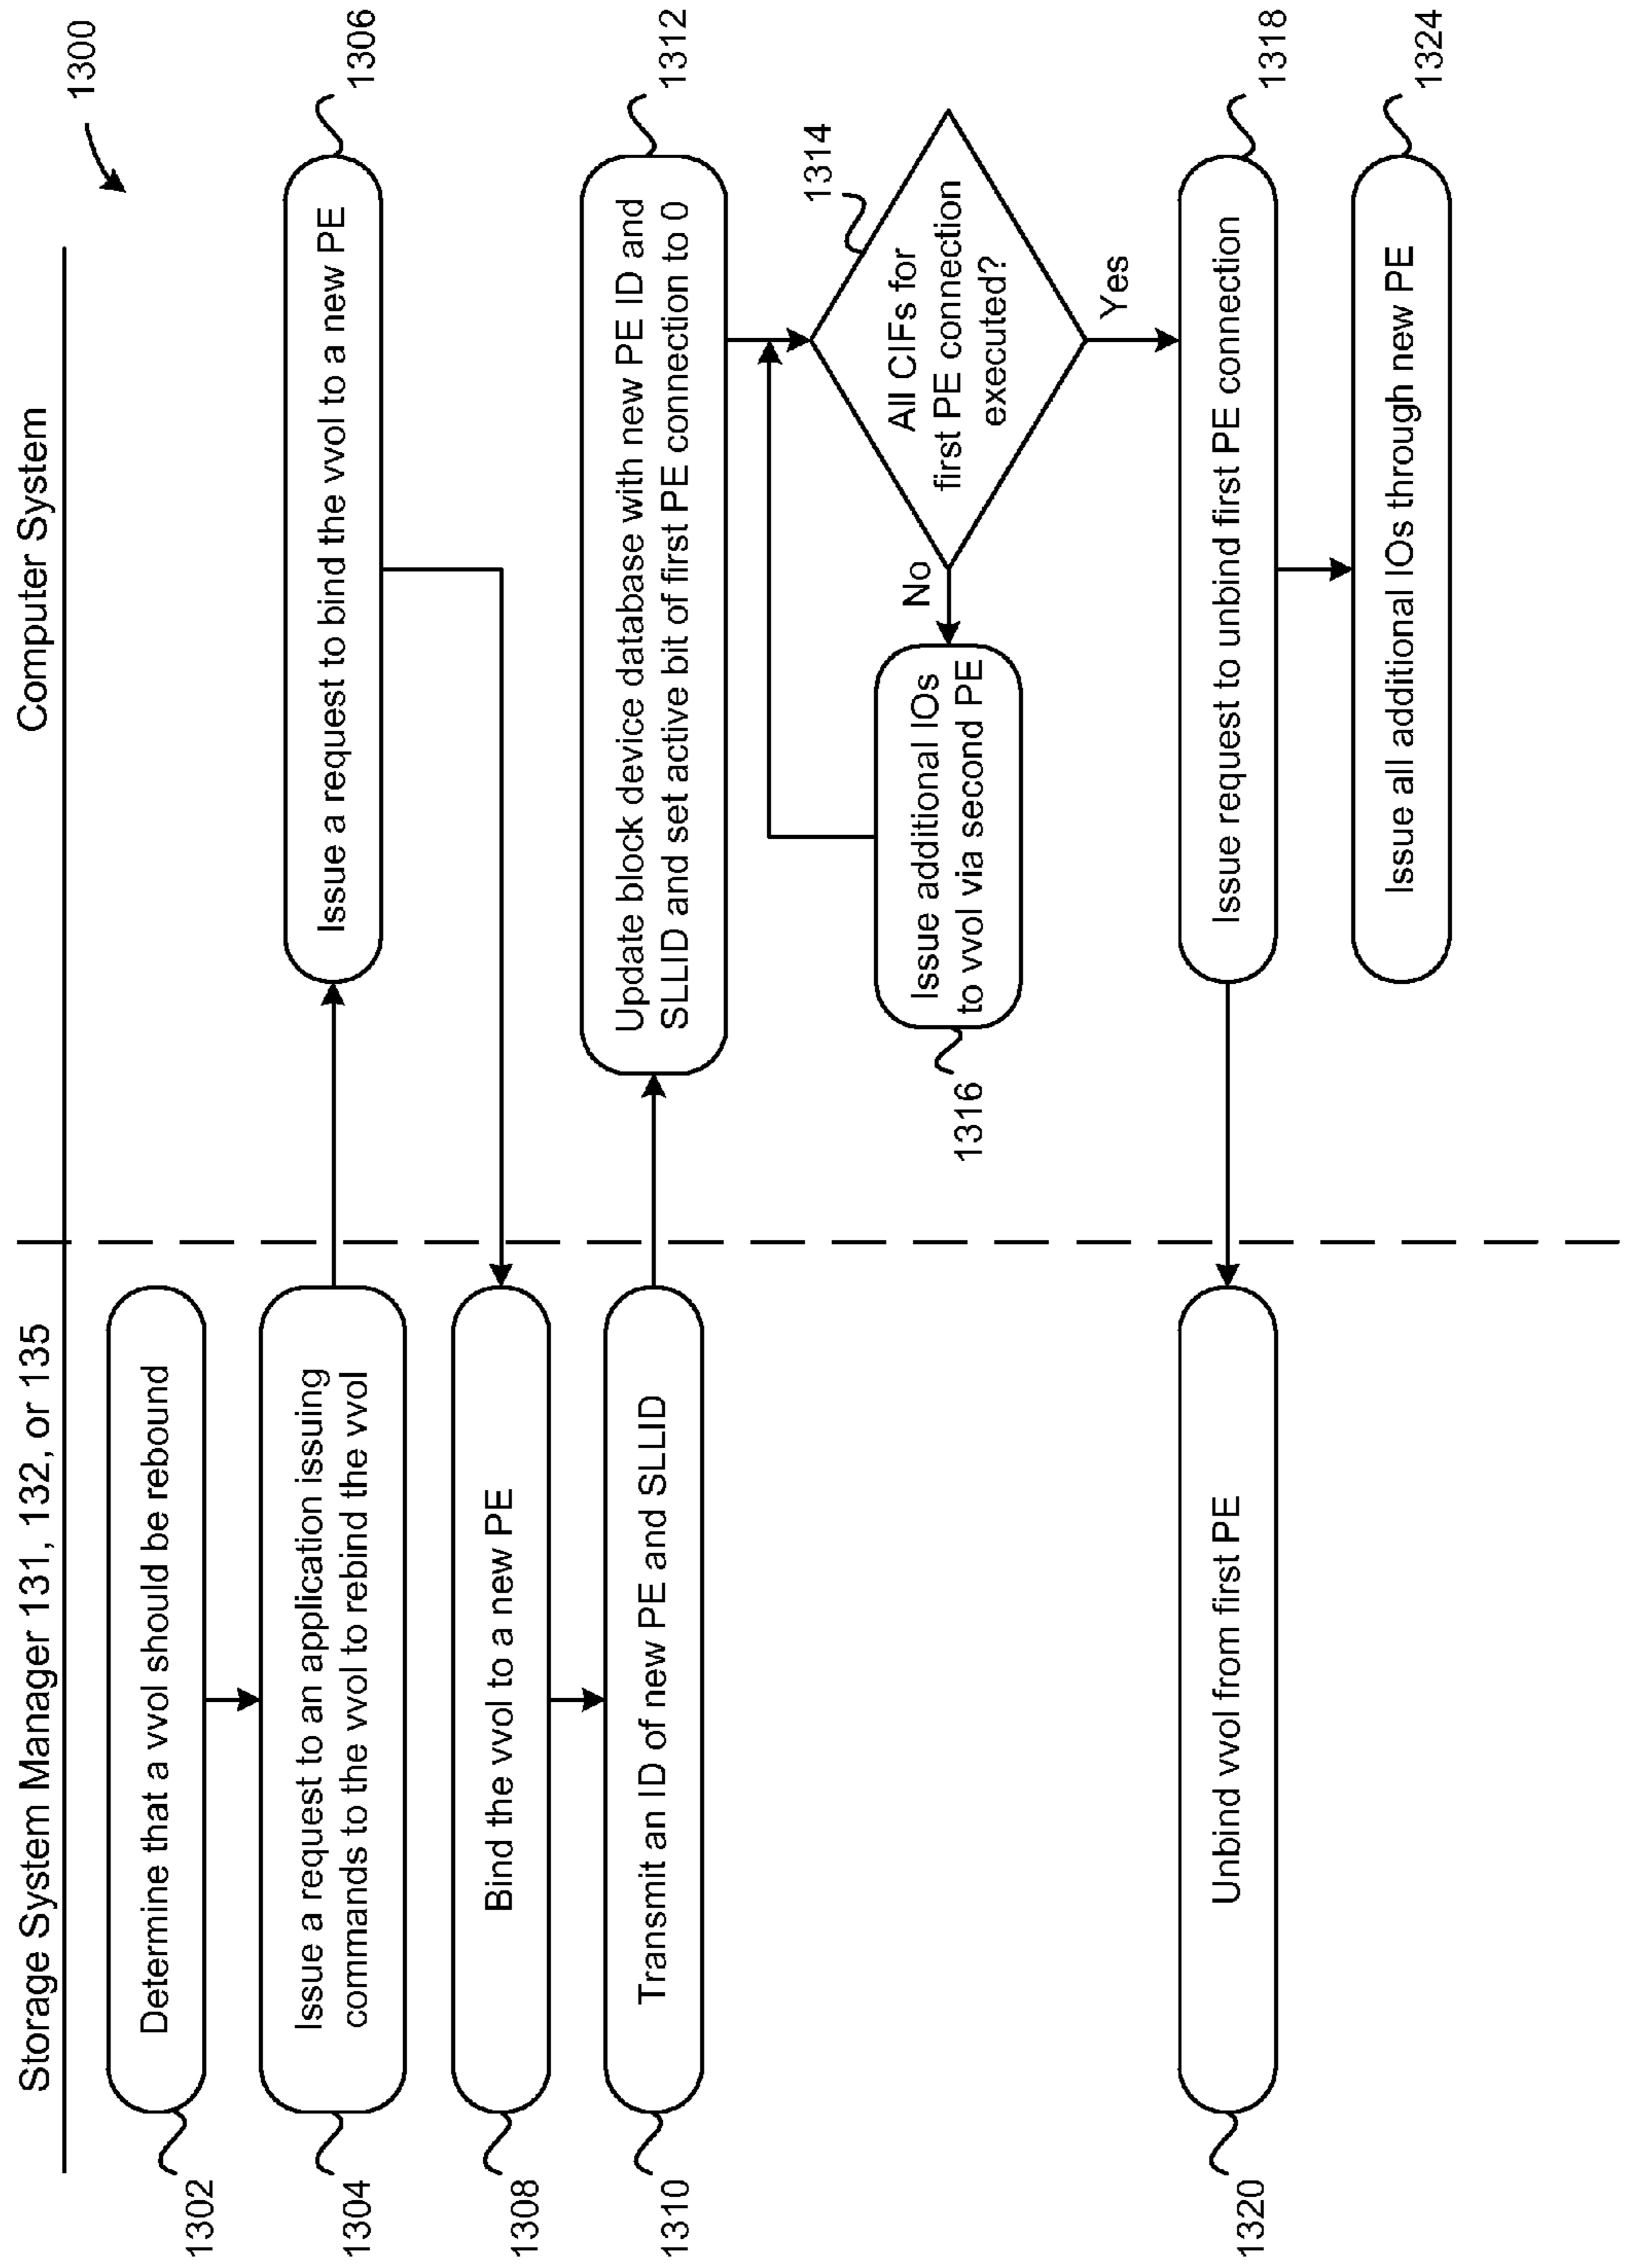 1300
Storage System Manager 131, 132, or 135
Computer System
1302
Determine that a vvol should be rebound
1304
Issue a request to an application issuing
commands to the vvol to rebind the vvol
Issue a request to bind the vvol to a new PE
1306
1308
Bind the vvol to a new PE
1310
Transmit an ID of new PE and SLLID
Update block device database with new PE ID and
SLLID and set active bit of first PE connection to 0
1312
1314
All CIFs for
first PE connection
executed?
No
Yes
Issue additional IOs
to vvol via second PE
1316
Issue request to unbind first PE connection
1318
1320
Unbind vvol from first PE
Issue all additional IOs through new PE
1324